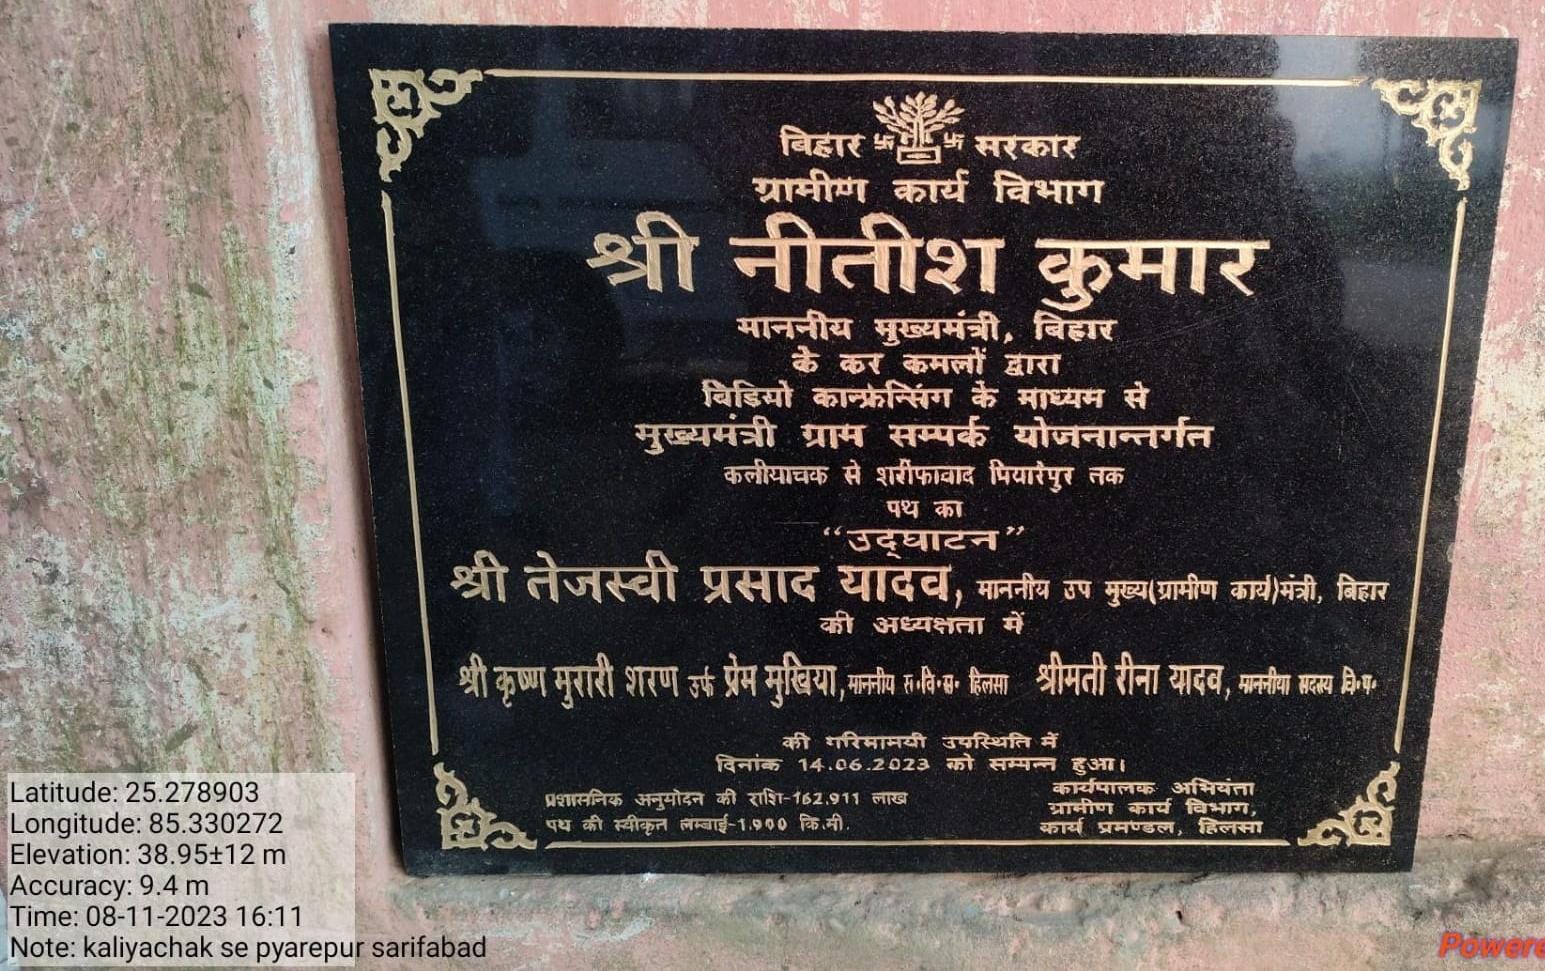 बिहार 卐 卐 सरकार
ग्रामीण कार्य विभाग
श्री नीतीश कुमार
माननीय मुख्यमंत्री, बिहार
के कर कमलों द्वारा
विडियो कान्फ्रेन्सिंग के माध्यम से
मुख्यमंत्री ग्राम सम्पर्क योजनान्तर्गत
कलीयाचक से शरीफावाद पियारेपुर तक
पथ का
“उद्घाटन”
श्री तेजस्वी प्रसाद यादव, माननीय उप मुख्य(ग्रामीण कार्य)मंत्री, बिहार
की अध्यक्षता में
श्री कृष्ण मुरारी शरण उर्फ प्रेम मुखिया, माननीय स॰वि॰स॰ हिलसा श्रीमती रीना यादव, माननीया सदस्य वि॰प॰
की गरिमामयी उपस्थिति में
दिनांक 14.06.2023 को सम्पन्न हुआ।
प्रशासनिक अनुमोदन की राशि-162.911 लाख
पथ की स्वीकृत लम्बाई-1.900 कि.मी.
कार्यपालक अभियंता
ग्रामीण कार्य विभाग,
कार्य प्रमण्डल, हिलसा
Latitude: 25.278903
Longitude: 85.330272
Elevation: 38.95±12 m
Accuracy: 9.4 m
Time: 08-11-2023 16:11
Note: kaliyachak se pyarepur sarifabad
Powere